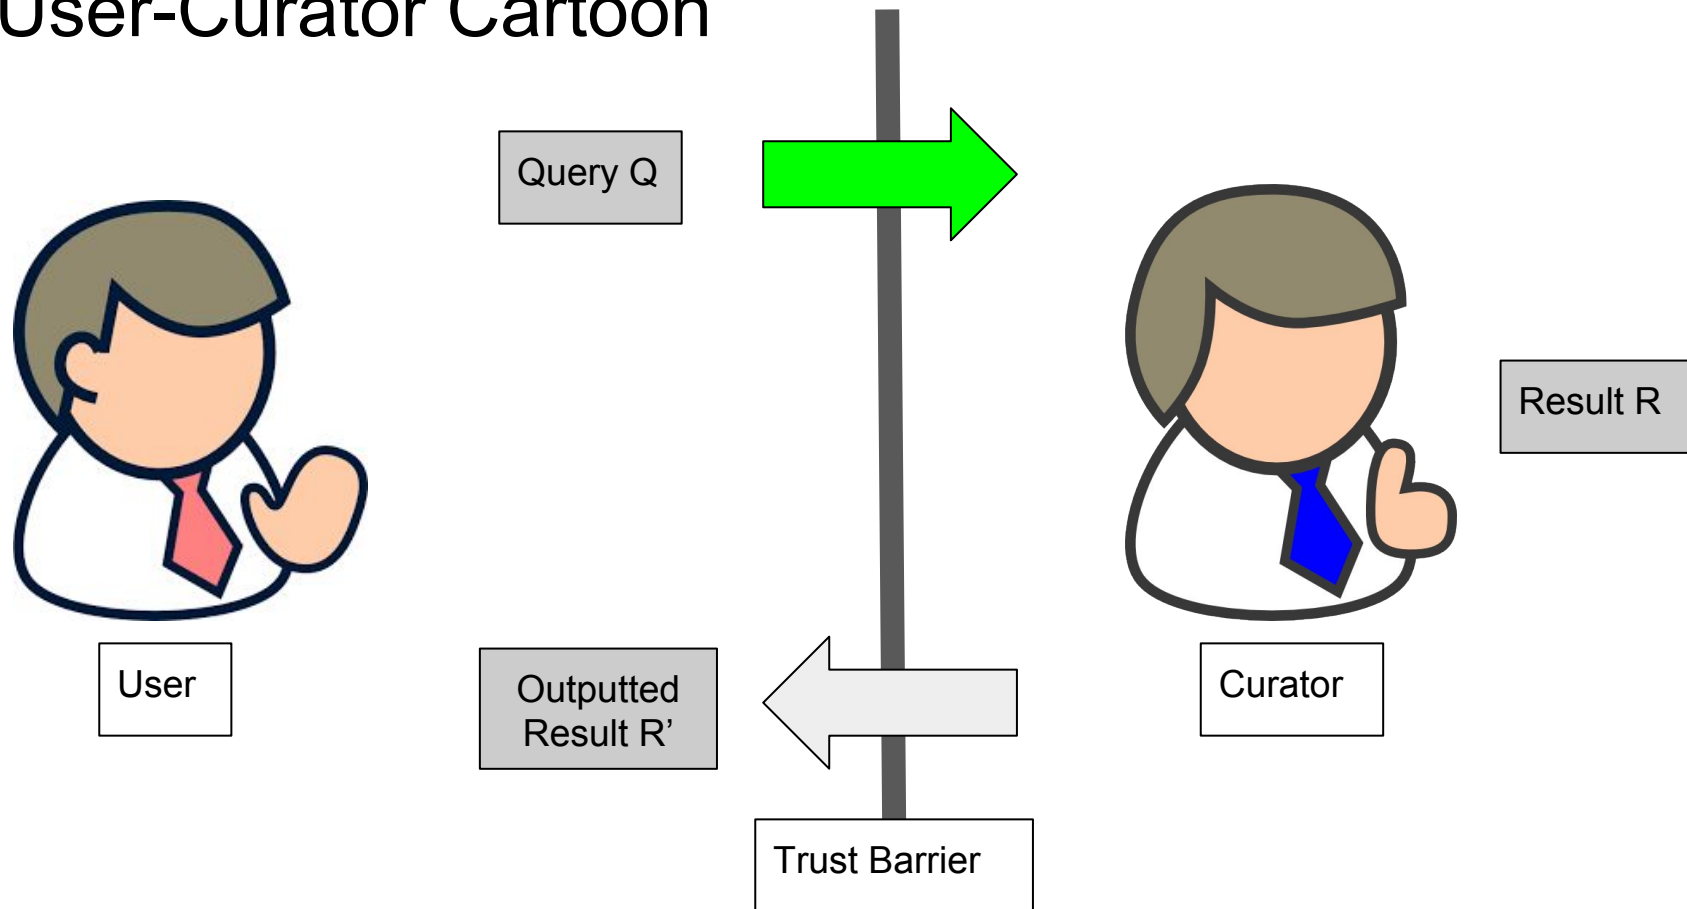 User-Curator Cartoon
Query Q
Result R
User
Outputted
Result R’
Curator
Trust Barrier